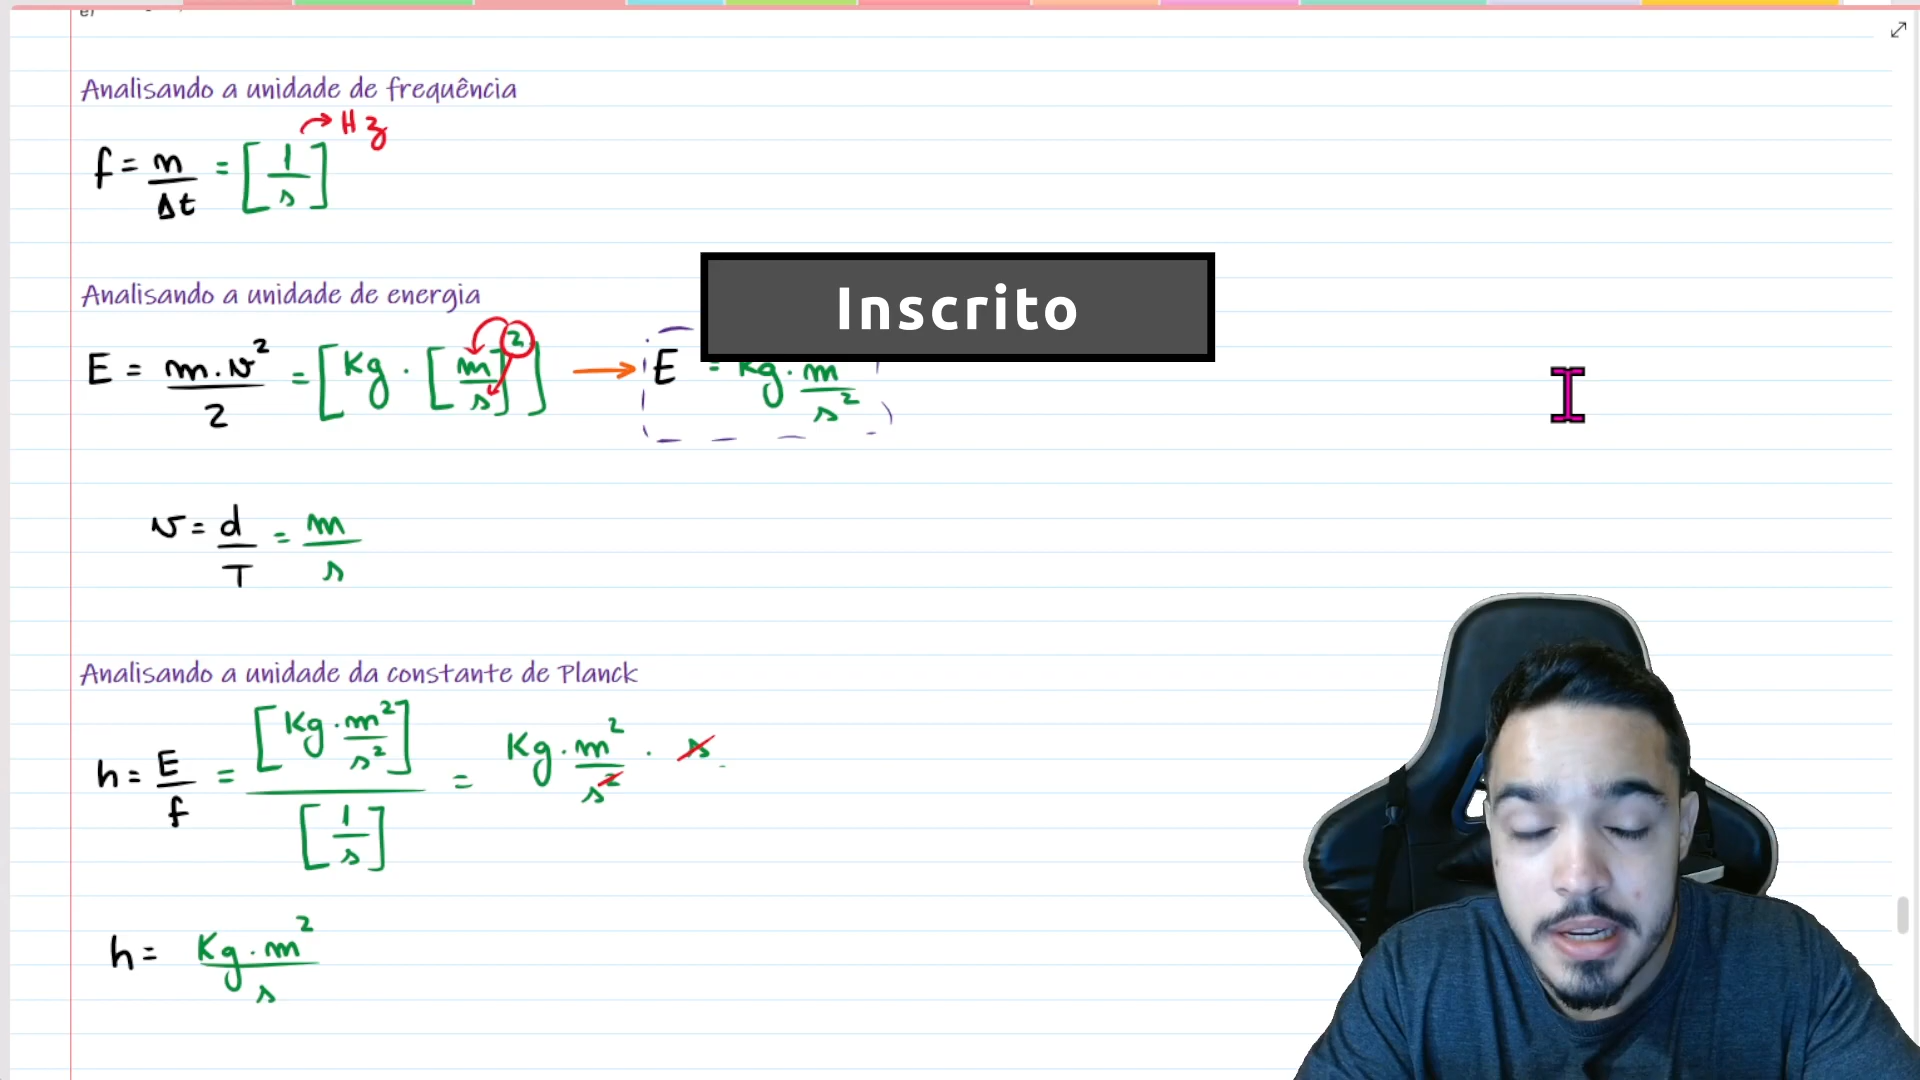 Analisando a unidade de frequência
Hz
f = n / Δt = [1 / s]
Inscrito
Analisando a unidade de energia
E = m.v² / 2 = [Kg . [m / s]²] → E = Kg . m / s²
v = d / T = m / s
Analisando a unidade da constante de Planck
h = E / f = [Kg . m² / s²] / [1 / s] = Kg . m² / s² . s
h = Kg . m² / s